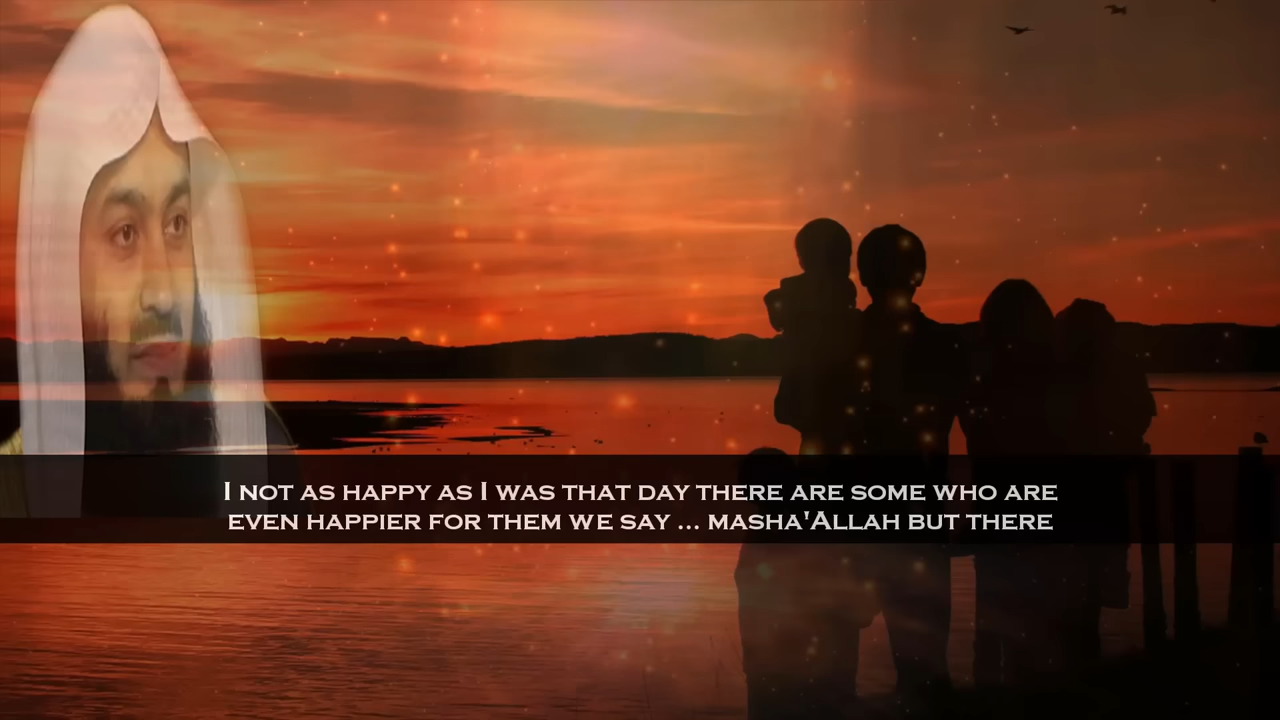 I NOT AS HAPPY AS I WAS THAT DAY THERE ARE SOME WHO ARE
EVEN HAPPIER FOR THEM WE SAY ... MASHA'ALLAH BUT THERE